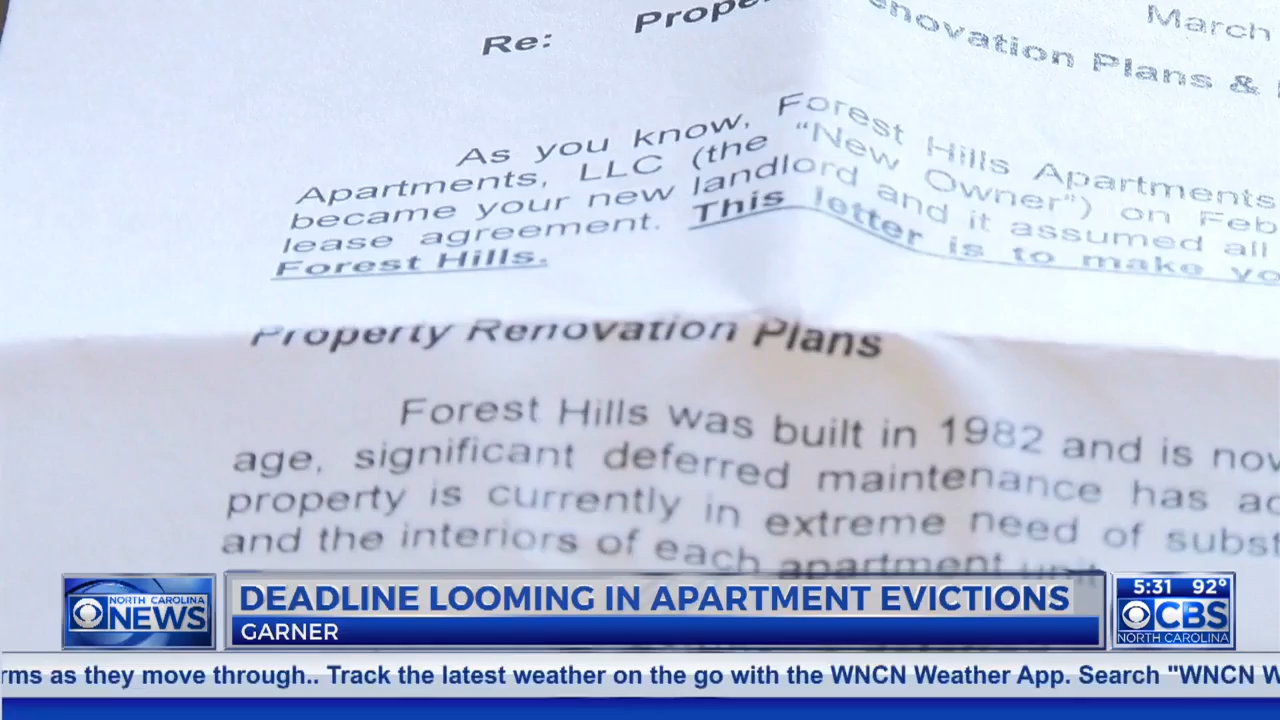 March
Re: Prope enovation Plans &
As you know, Forest Hills Apartments
Apartments, LLC (the "New Owner") on Feb
became your new landlord and it assumed all
lease agreement. This letter is to make yo
Forest Hills.
Property Renovation Plans
Forest Hills was built in 1982 and is now
age, significant deferred maintenance has ac
property is currently in extreme need of subst
and the interiors of each apartment unit
NORTH CAROLINA
NEWS
DEADLINE LOOMING IN APARTMENT EVICTIONS
GARNER
5:31 92°
CBS
NORTH CAROLINA
rms as they move through.. Track the latest weather on the go with the WNCN Weather App. Search "WNCN W